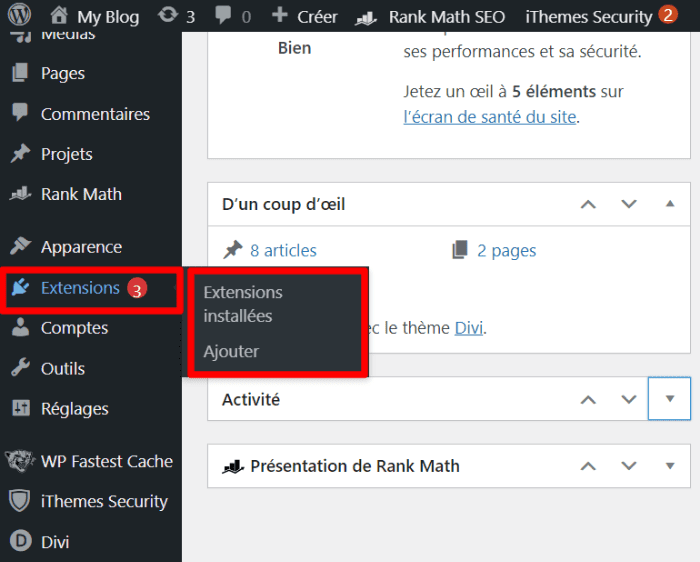 My Blog 3 0 + Créer Rank Math SEO iThemes Security 2
Médias
Pages
Commentaires
Projets
Rank Math
Apparence
Extensions 3
Comptes
Outils
Réglages
WP Fastest Cache
iThemes Security
Divi
Extensions
installées
Ajouter
Bien
ses performances et sa sécurité.
Jetez un œil à 5 éléments sur
l'écran de santé du site.
D'un coup d'œil
8 articles
2 pages
ec le thème Divi.
Activité
Présentation de Rank Math